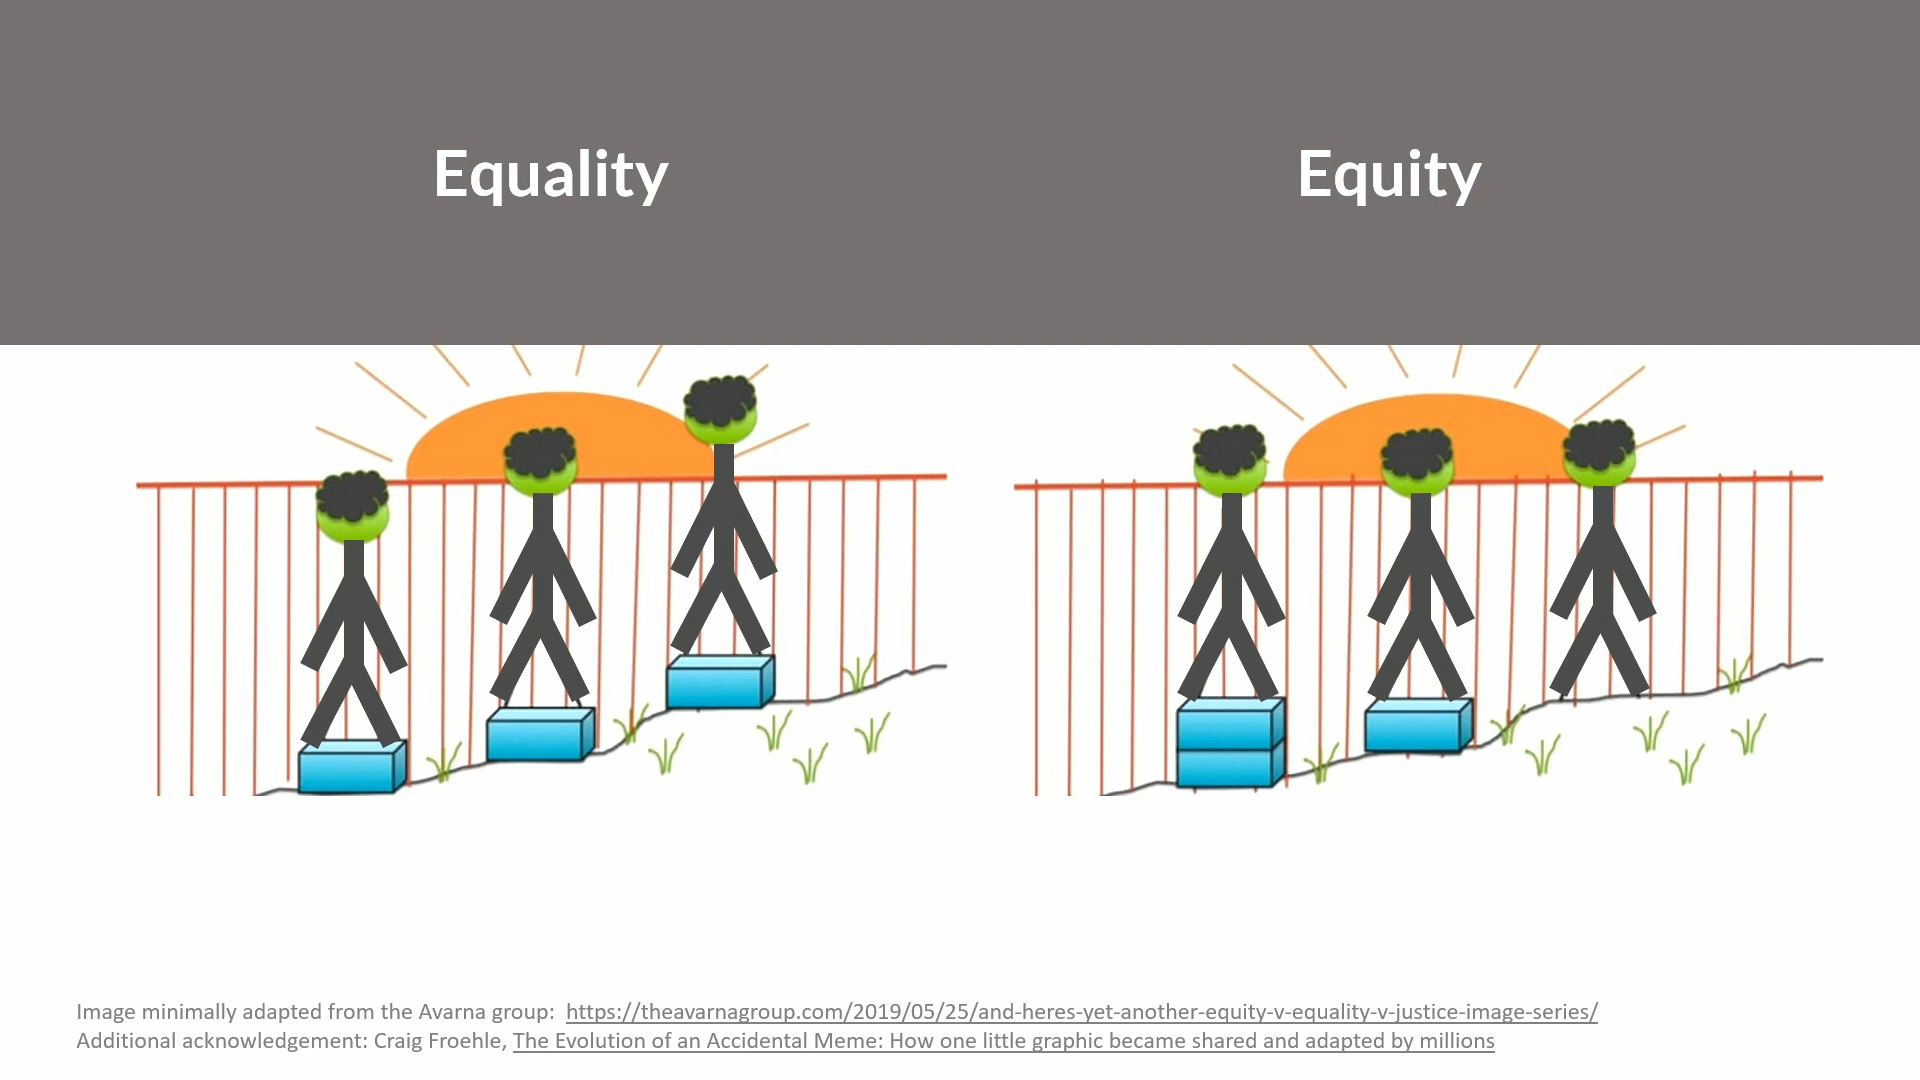 Equality
Equity
Image minimally adapted from the Avarna group:  https://theavarnagroup.com/2019/05/25/and-heres-yet-another-equity-v-equality-v-justice-image-series/
Additional acknowledgement: Craig Froehle, The Evolution of an Accidental Meme: How one little graphic became shared and adapted by millions